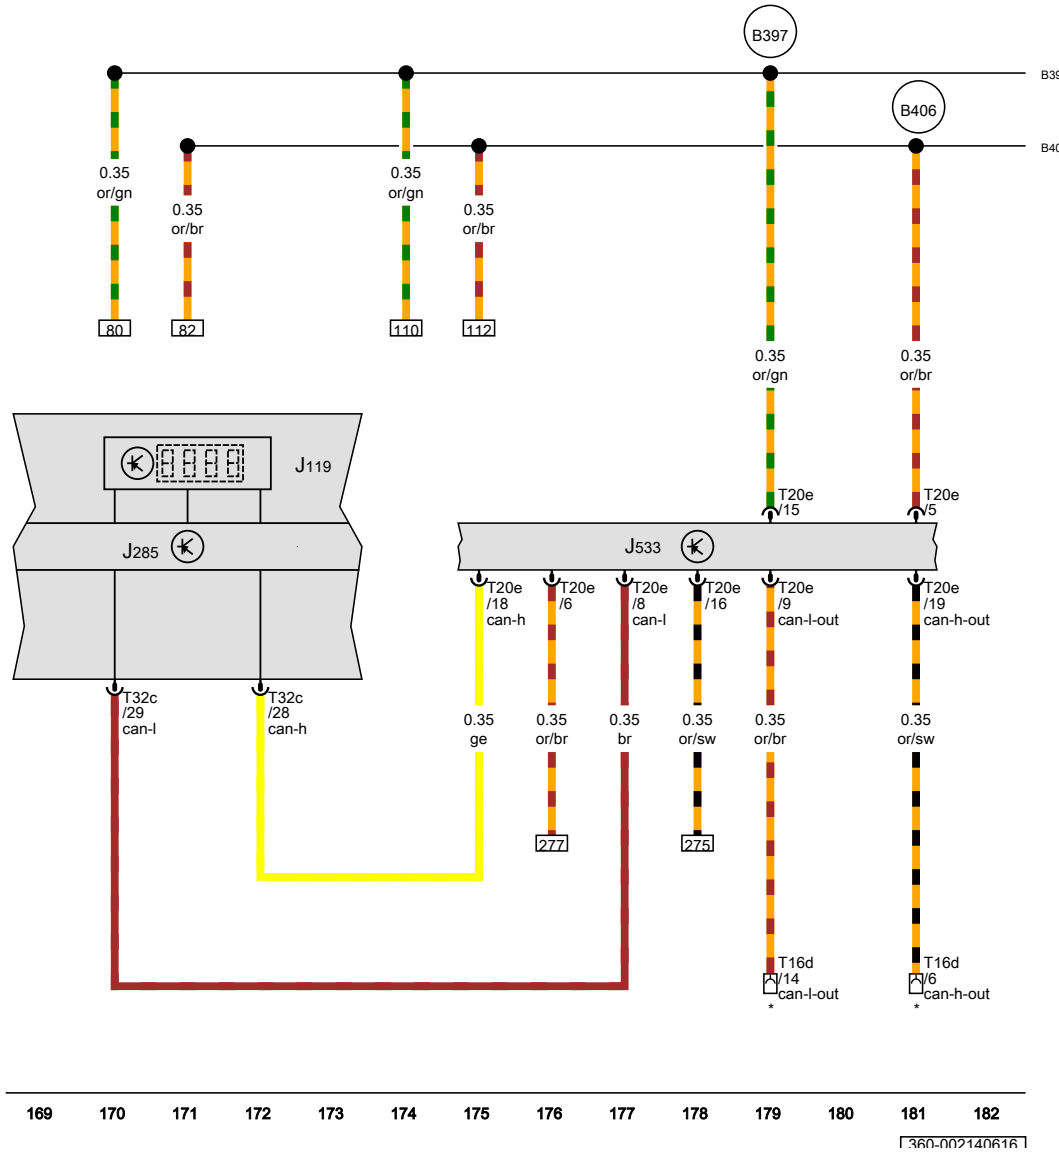 B397
B39
B406
B40
0.35
or/gn
0.35
or/br
0.35
or/gn
0.35
or/br
80
82
110
112
0.35
or/gn
0.35
or/br
J119
J285
T20e
/15
T20e
/5
J533
T20e
/18
can-h
T20e
/6
T20e
/8
can-l
T20e
/16
T20e
/9
can-l-out
T20e
/19
can-h-out
T32c
/29
can-l
T32c
/28
can-h
0.35
ge
0.35
or/br
0.35
br
0.35
or/sw
0.35
or/br
0.35
or/sw
277
275
T16d
/14
can-l-out
*
T16d
/6
can-h-out
*
169 170 171 172 173 174 175 176 177 178 179 180 181 182
360-002140616